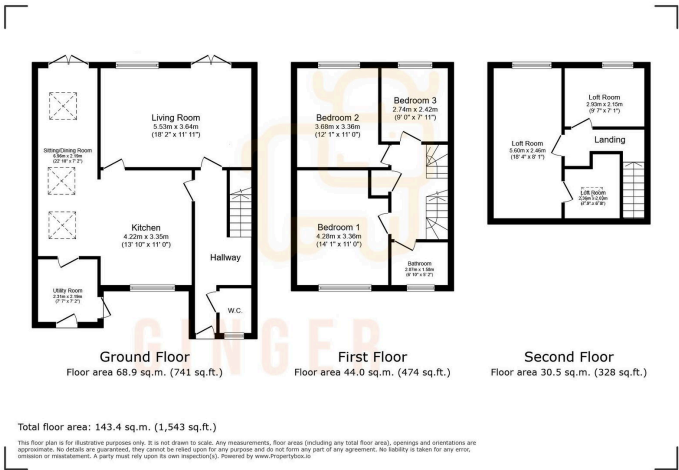 Living Room
5.53m x 3.64m
(18' 2" x 11' 11")
Sitting/Dining Room
6.96m x 2.19m
(22' 10" x 7' 2")
Kitchen
4.22m x 3.35m
(13' 10" x 11' 0")
Hallway
Utility Room
2.31m x 2.19m
(7' 7" x 7' 2")
W.C.
Bedroom 2
3.68m x 3.36m
(12' 1" x 11' 0")
Bedroom 3
2.74m x 2.42m
(9' 0" x 7' 11")
Bedroom 1
4.28m x 3.36m
(14' 1" x 11' 0")
Bathroom
2.07m x 1.58m
(6' 10" x 5' 2")
Loft Room
5.60m x 2.46m
(18' 4" x 8' 1")
Loft Room
2.93m x 2.15m
(9' 7" x 7' 1")
Landing
Loft Room
GINGER
Ground Floor
Floor area 68.9 sq.m. (741 sq.ft.)
First Floor
Floor area 44.0 sq.m. (474 sq.ft.)
Second Floor
Floor area 30.5 sq.m. (328 sq.ft.)
Total floor area: 143.4 sq.m. (1,543 sq.ft.)
This floor plan is for illustrative purposes only. It is not drawn to scale. Any measurements, floor areas (including any total floor area), openings and orientations are
approximate. No details are guaranteed, they cannot be relied upon for any purpose and do not form any part of any agreement. No liability is taken for any error,
omission or misstatement. A party must rely upon its own inspection(s). Powered by www.Propertybox.io